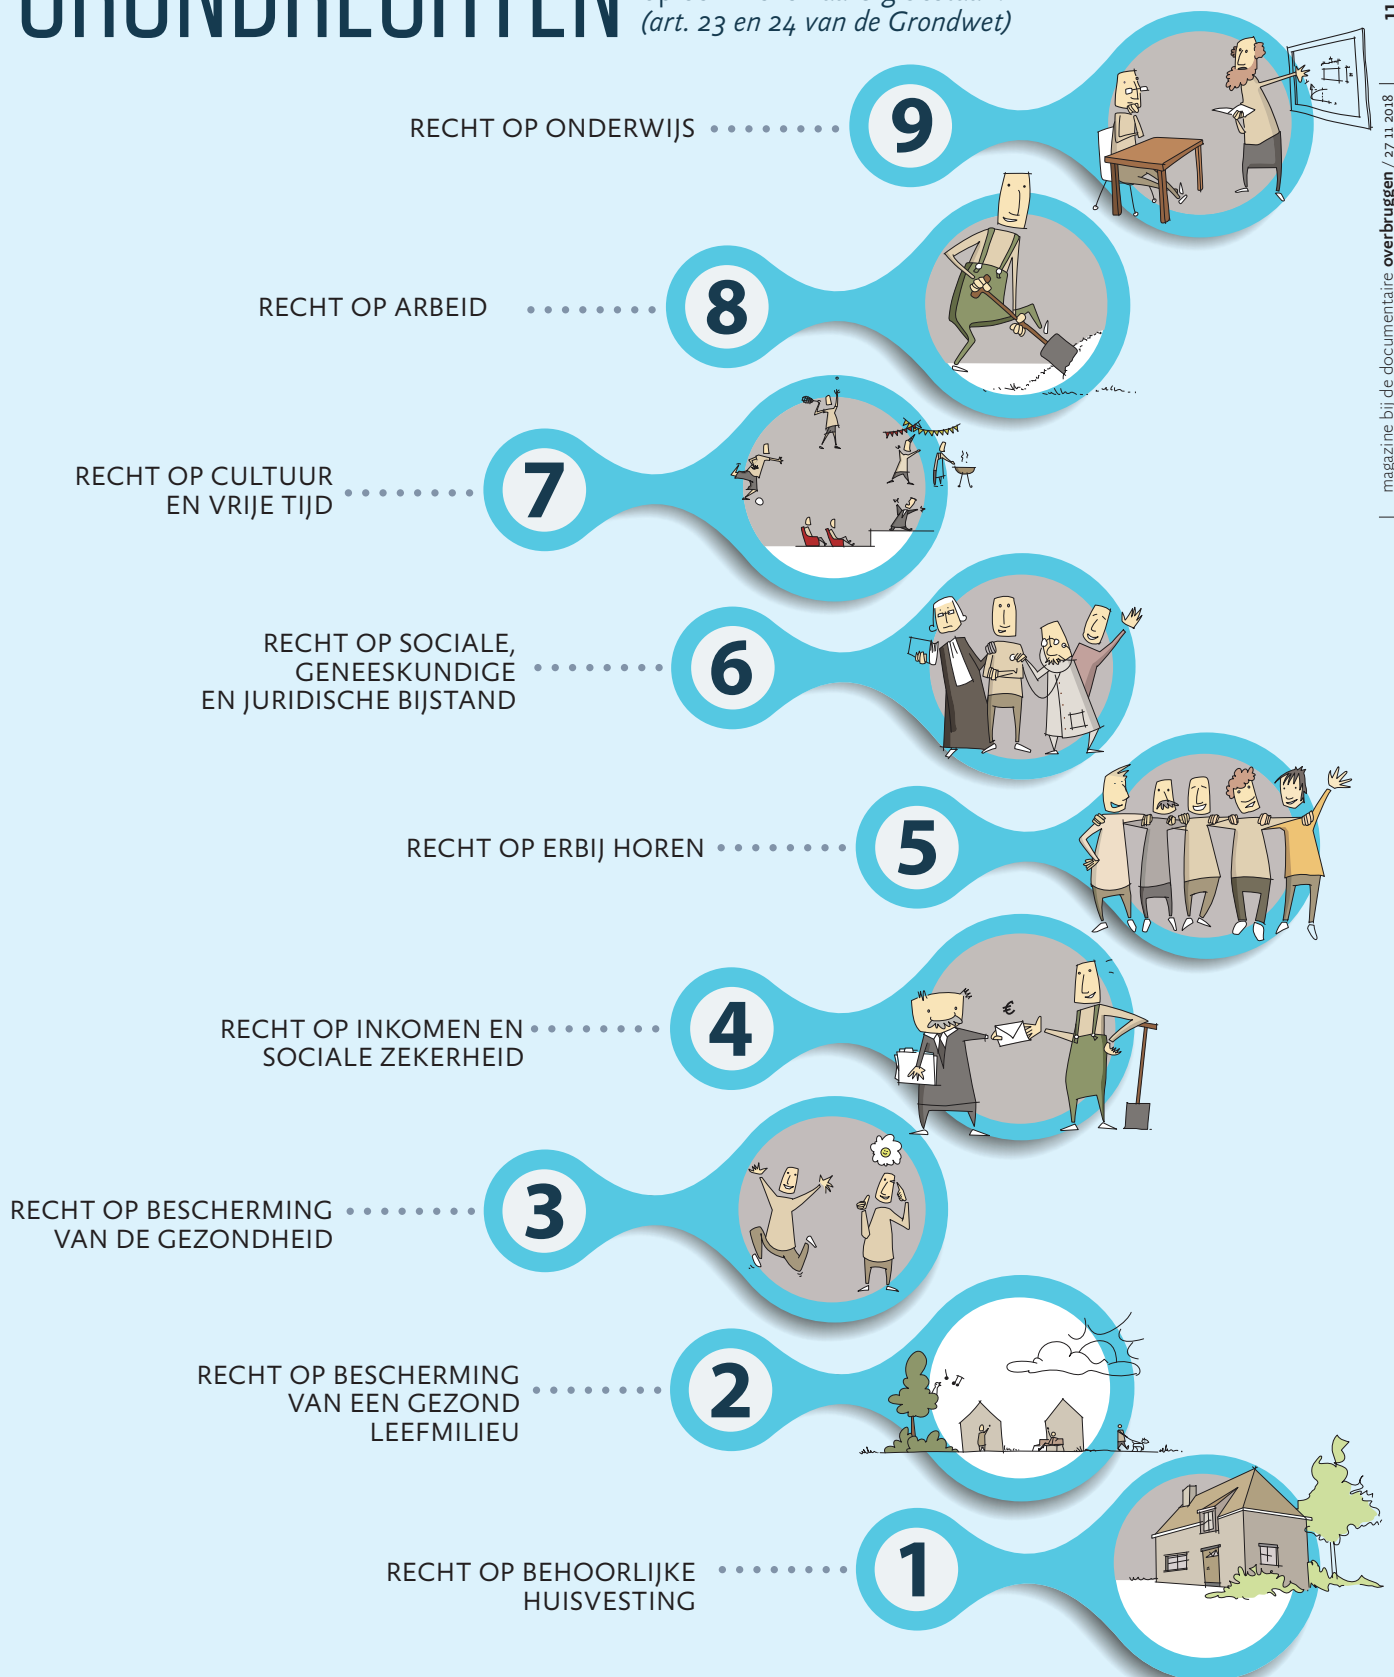 GRONDRECHTEN
(art. 23 en 24 van de Grondwet)
11
magazine bij de documentaire overbruggen / 27 11 2018
RECHT OP ONDERWIJS
9
RECHT OP ARBEID
8
RECHT OP CULTUUR
EN VRIJE TIJD
7
RECHT OP SOCIALE,
GENEESKUNDIGE
EN JURIDISCHE BIJSTAND
6
RECHT OP ERBIJ HOREN
5
RECHT OP INKOMEN EN
SOCIALE ZEKERHEID
4
€
RECHT OP BESCHERMING
VAN DE GEZONDHEID
3
RECHT OP BESCHERMING
VAN EEN GEZOND
LEEFMILIEU
2
RECHT OP BEHOORLIJKE
HUISVESTING
1